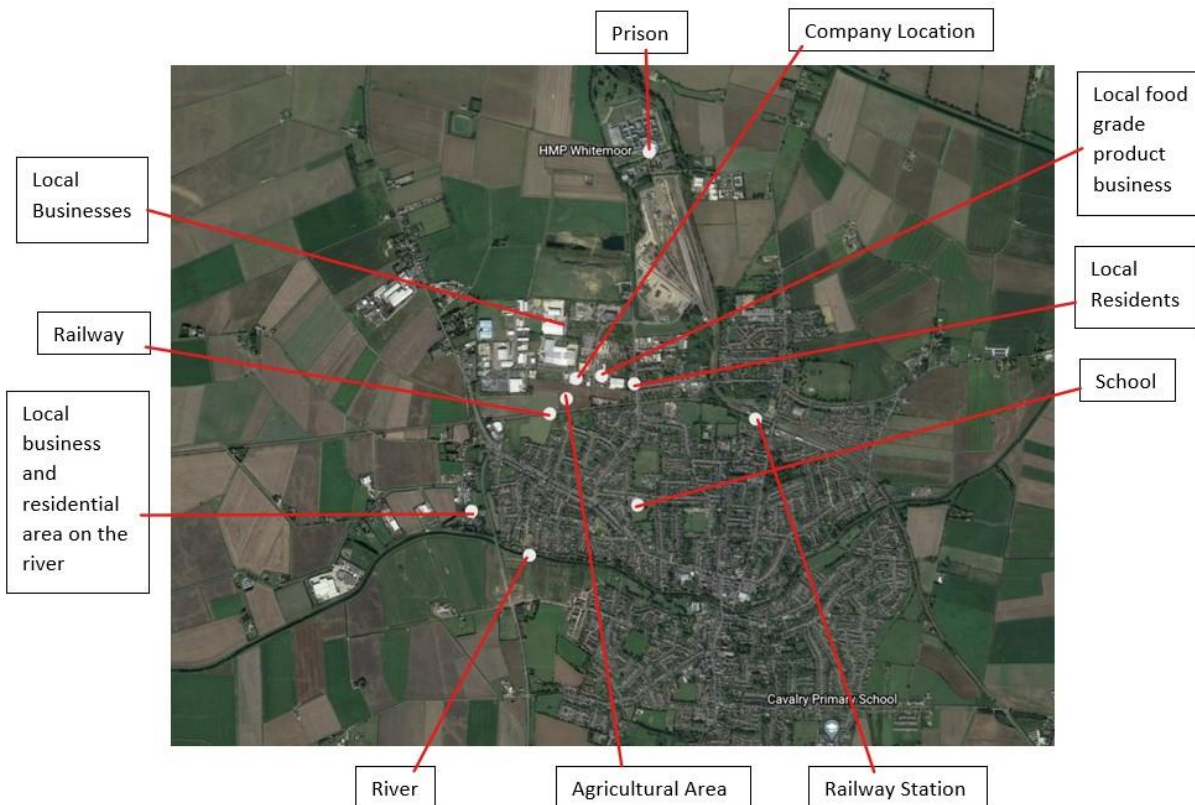 Prison
Company Location
Local food
grade
product
business
Local
Businesses
HMP Whitemoor
Local
Residents
Railway
School
Local
business
and
residential
area on the
river
Cavalry Primary School
River
Agricultural Area
Railway Station